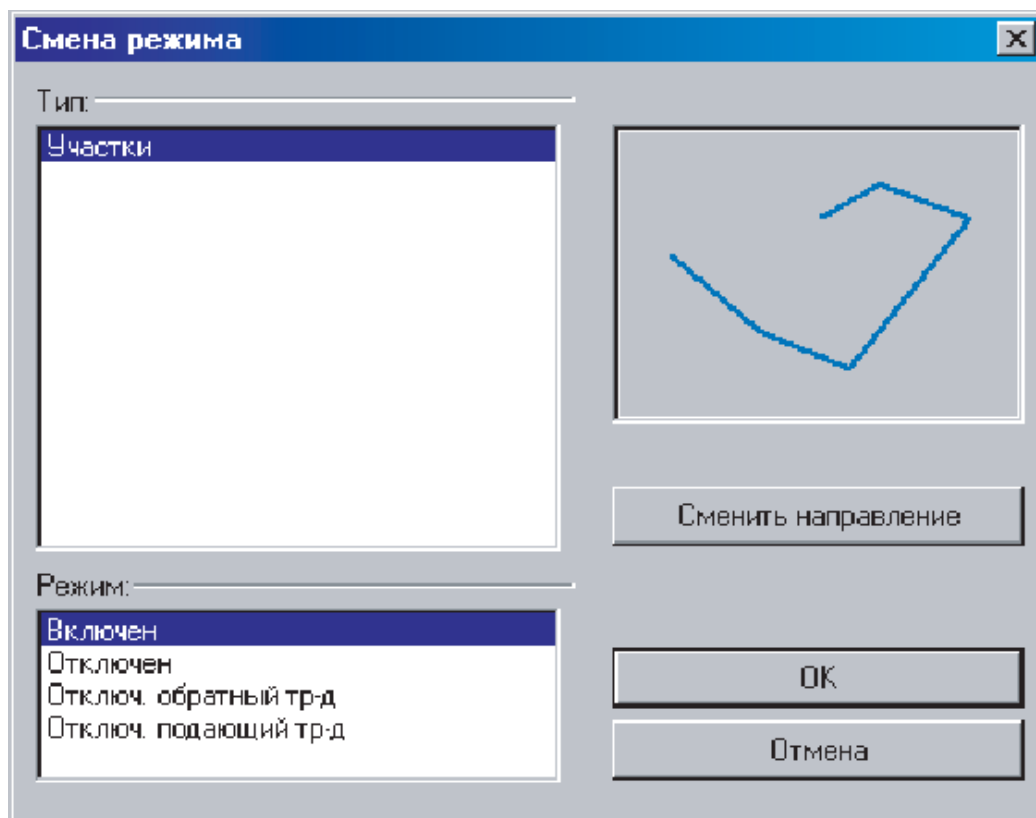 Смена режима
Тип:
Участки
Сменить направление
Режим:
Включен
Отключен
Отключ. обратный тр-д
Отключ. подающий тр-д
OK
Отмена